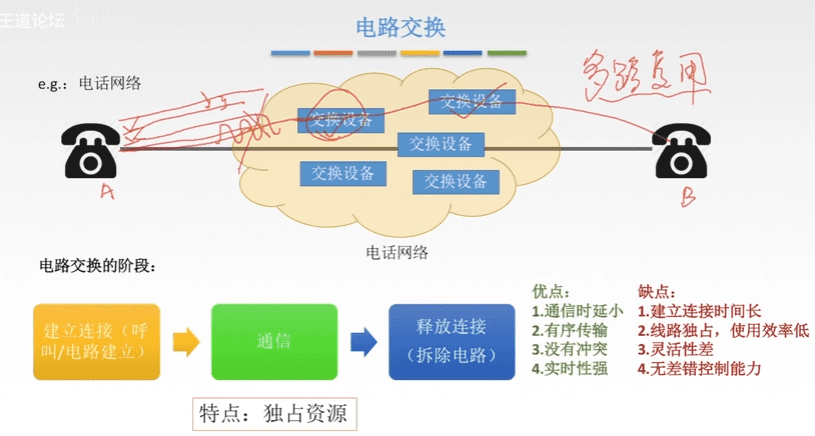 王道论坛
电路交换
e.g.：电话网络
多路复用
交换设备
交换设备
交换设备
交换设备
交换设备
A
B
电话网络
电路交换的阶段：
建立连接（呼
叫/电路建立）
通信
释放连接
（拆除电路）
优点：
1.通信时延小
2.有序传输
3.没有冲突
4.实时性强
缺点：
1.建立连接时间长
2.线路独占，使用效率低
3.灵活性差
4.无差错控制能力
特点：独占资源